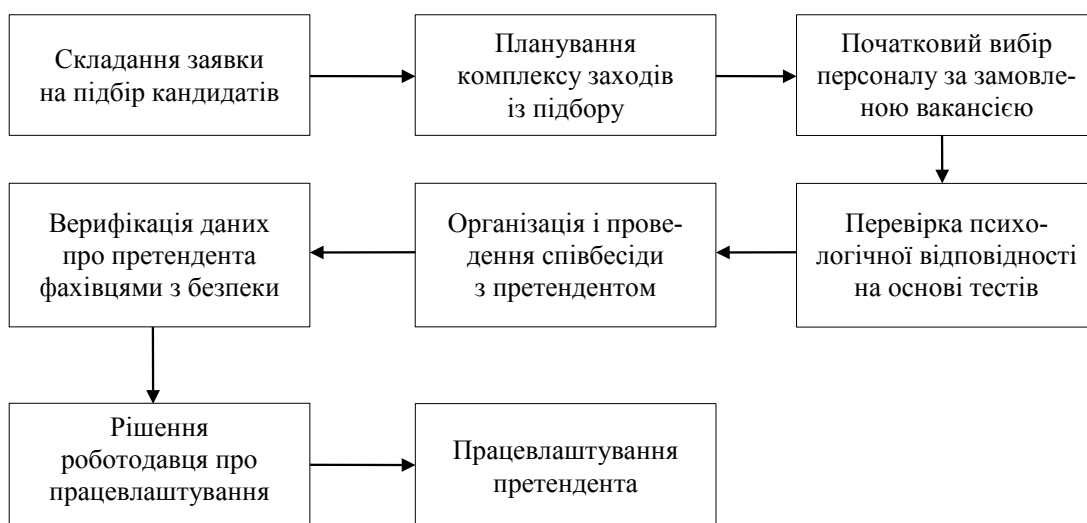 Складання заявки
на підбір кандидатів
Планування
комплексу заходів
із підбору
Початковий вибір
персоналу за замовле-
ною вакансією
Перевірка психо-
логічної відповідності
на основі тестів
Організація і прове-
дення співбесіди
з претендентом
Верифікація даних
про претендента
фахівцями з безпеки
Рішення
роботодавця про
працевлаштування
Працевлаштування
претендента